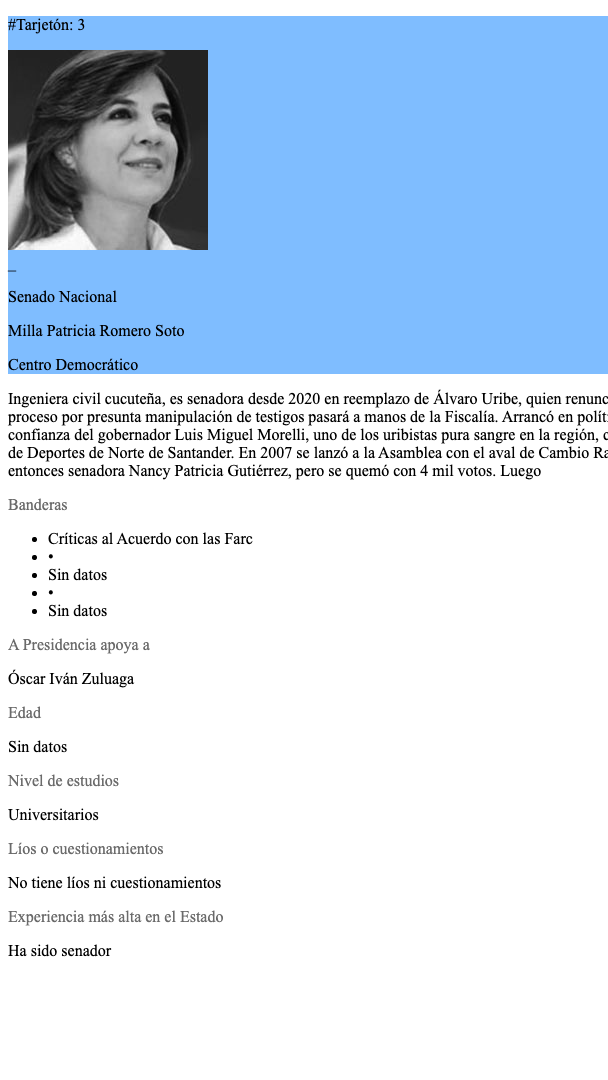 #Tarjetón: 3
_
Senado Nacional
Milla Patricia Romero Soto
Centro Democrático
Ingeniera civil cucuteña, es senadora desde 2020 en reemplazo de Álvaro Uribe, quien renunc
proceso por presunta manipulación de testigos pasará a manos de la Fiscalía. Arrancó en polít
confianza del gobernador Luis Miguel Morelli, uno de los uribistas pura sangre en la región, c
de Deportes de Norte de Santander. En 2007 se lanzó a la Asamblea con el aval de Cambio Ra
entonces senadora Nancy Patricia Gutiérrez, pero se quemó con 4 mil votos. Luego
Banderas
• Críticas al Acuerdo con las Farc
• •
• Sin datos
• •
• Sin datos
A Presidencia apoya a
Óscar Iván Zuluaga
Edad
Sin datos
Nivel de estudios
Universitarios
Líos o cuestionamientos
No tiene líos ni cuestionamientos
Experiencia más alta en el Estado
Ha sido senador